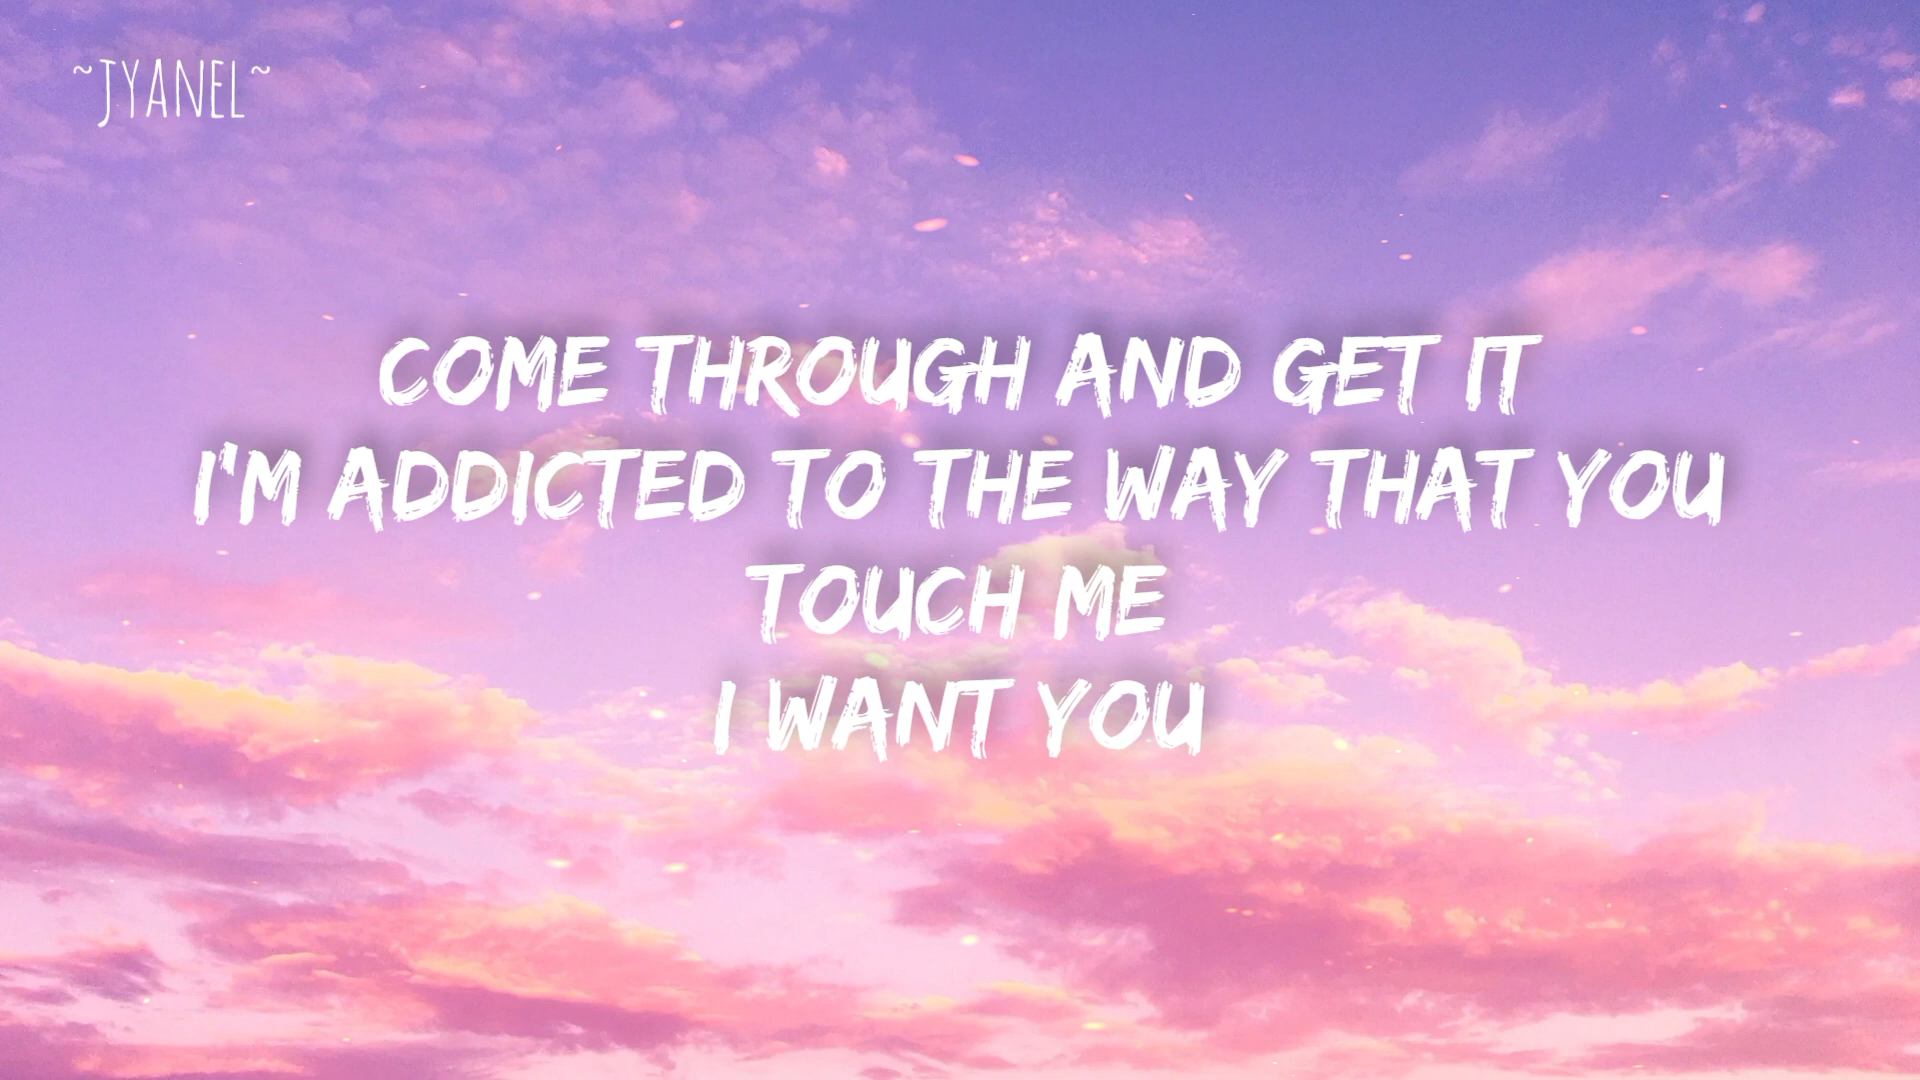 ~JYANEL~
COME THROUGH AND GET IT
I'M ADDICTED TO THE WAY THAT YOU
TOUCH ME
I WANT YOU